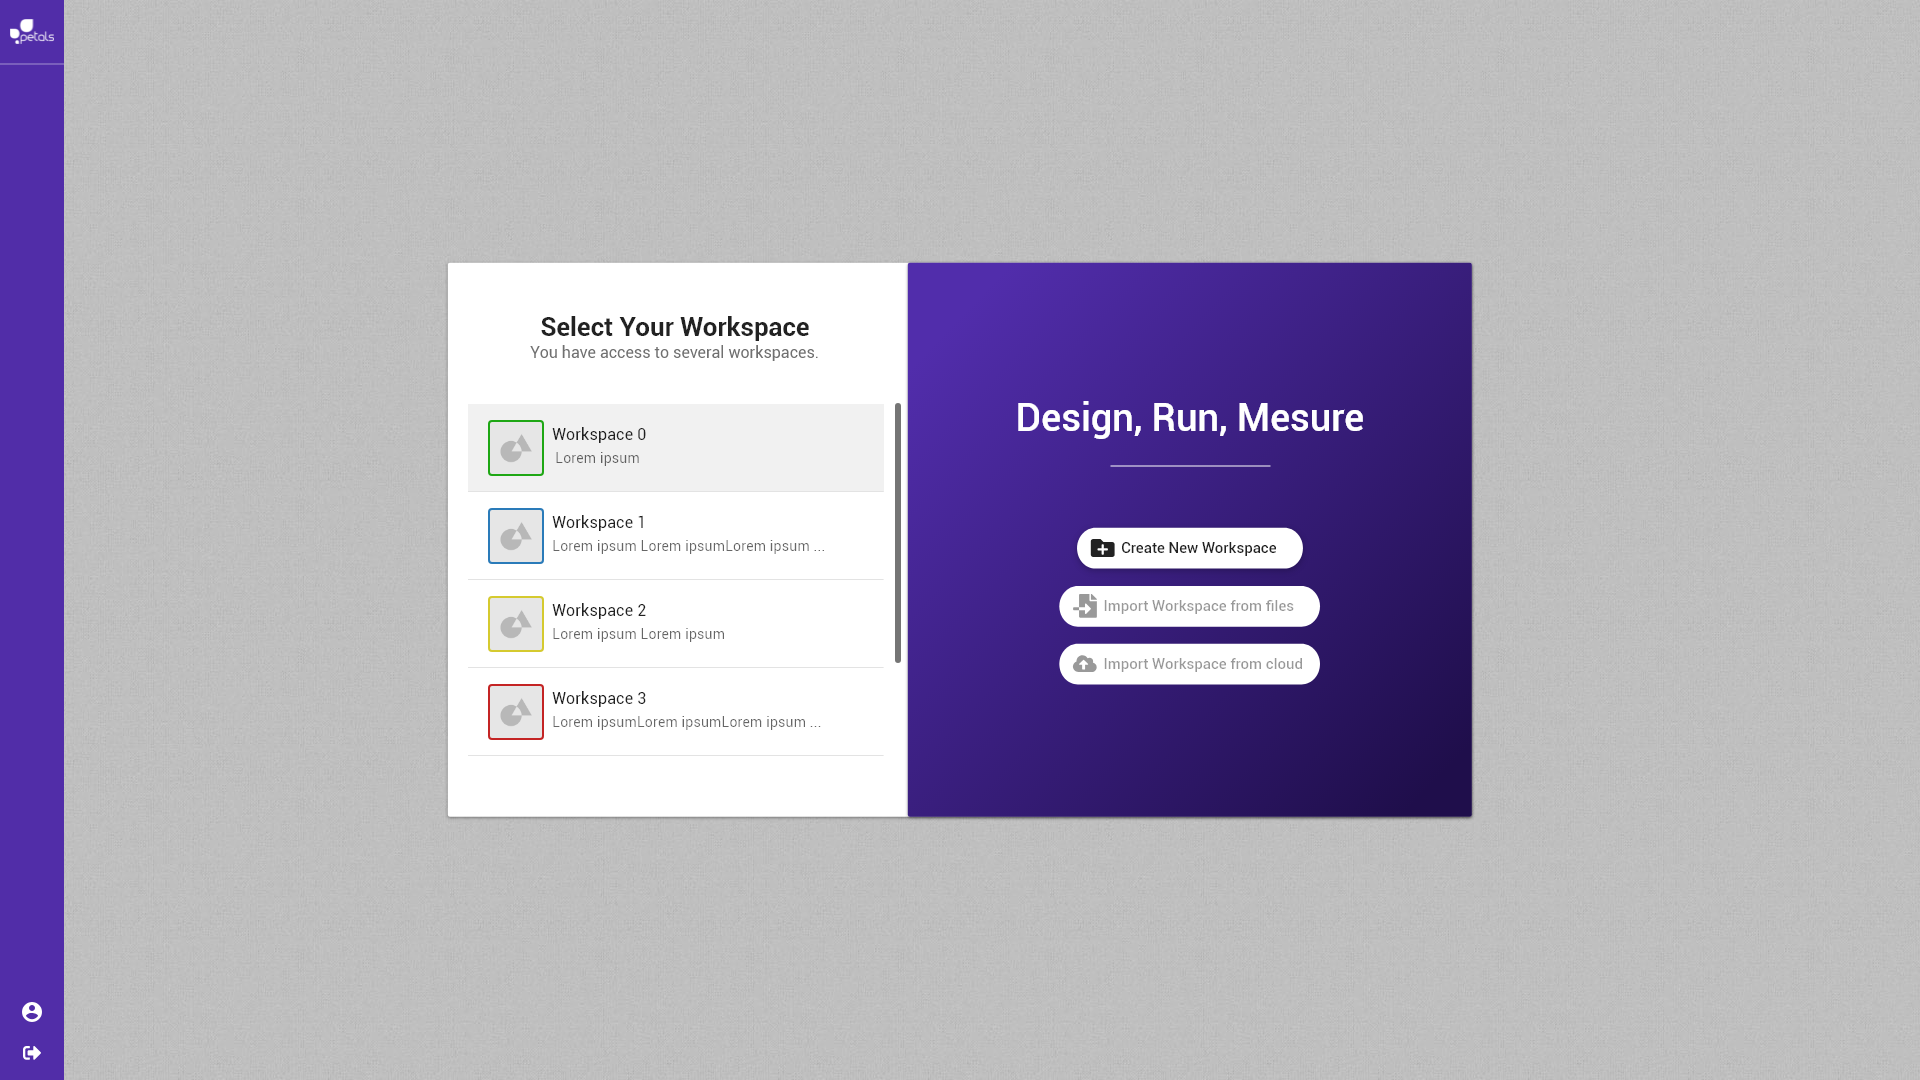 petals
Select Your Workspace
You have access to several workspaces.
Workspace 0
Lorem ipsum
Workspace 1
Lorem ipsum Lorem ipsumLorem ipsum ...
Workspace 2
Lorem ipsum Lorem ipsum
Workspace 3
Lorem ipsumLorem ipsumLorem ipsum ...
Design, Run, Mesure
Create New Workspace
Import Workspace from files
Import Workspace from cloud